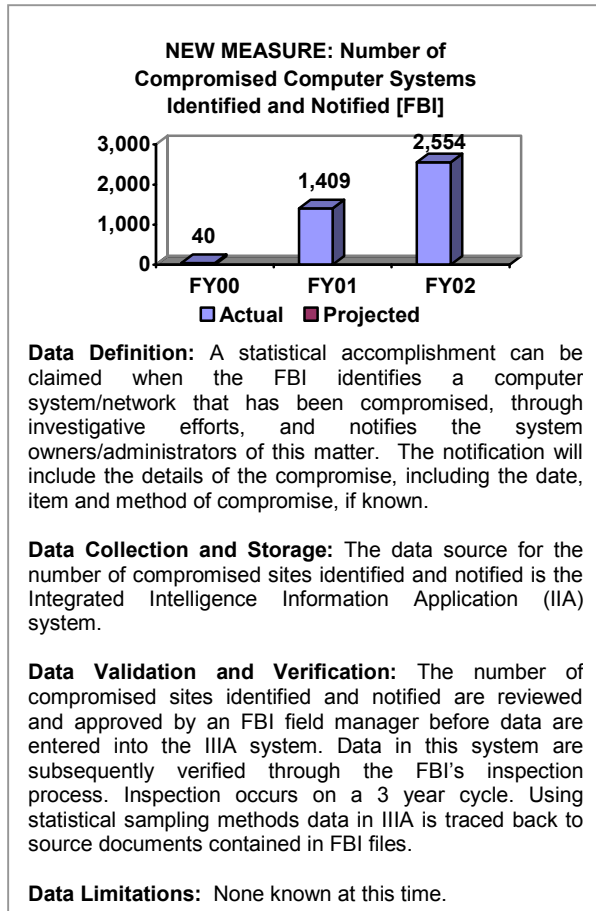 NEW MEASURE: Number of
Compromised Computer Systems
Identified and Notified [FBI]
3,000
2,000
1,000
0
40
1,409
2,554
FY00 FY01 FY02
Actual Projected
Data Definition: A statistical accomplishment can be
claimed when the FBI identifies a computer
system/network that has been compromised, through
investigative efforts, and notifies the system
owners/administrators of this matter. The notification will
include the details of the compromise, including the date,
item and method of compromise, if known.
Data Collection and Storage: The data source for the
number of compromised sites identified and notified is the
Integrated Intelligence Information Application (IIA)
system.
Data Validation and Verification: The number of
compromised sites identified and notified are reviewed
and approved by an FBI field manager before data are
entered into the IIIA system. Data in this system are
subsequently verified through the FBI's inspection
process. Inspection occurs on a 3 year cycle. Using
statistical sampling methods data in IIIA is traced back to
source documents contained in FBI files.
Data Limitations: None known at this time.